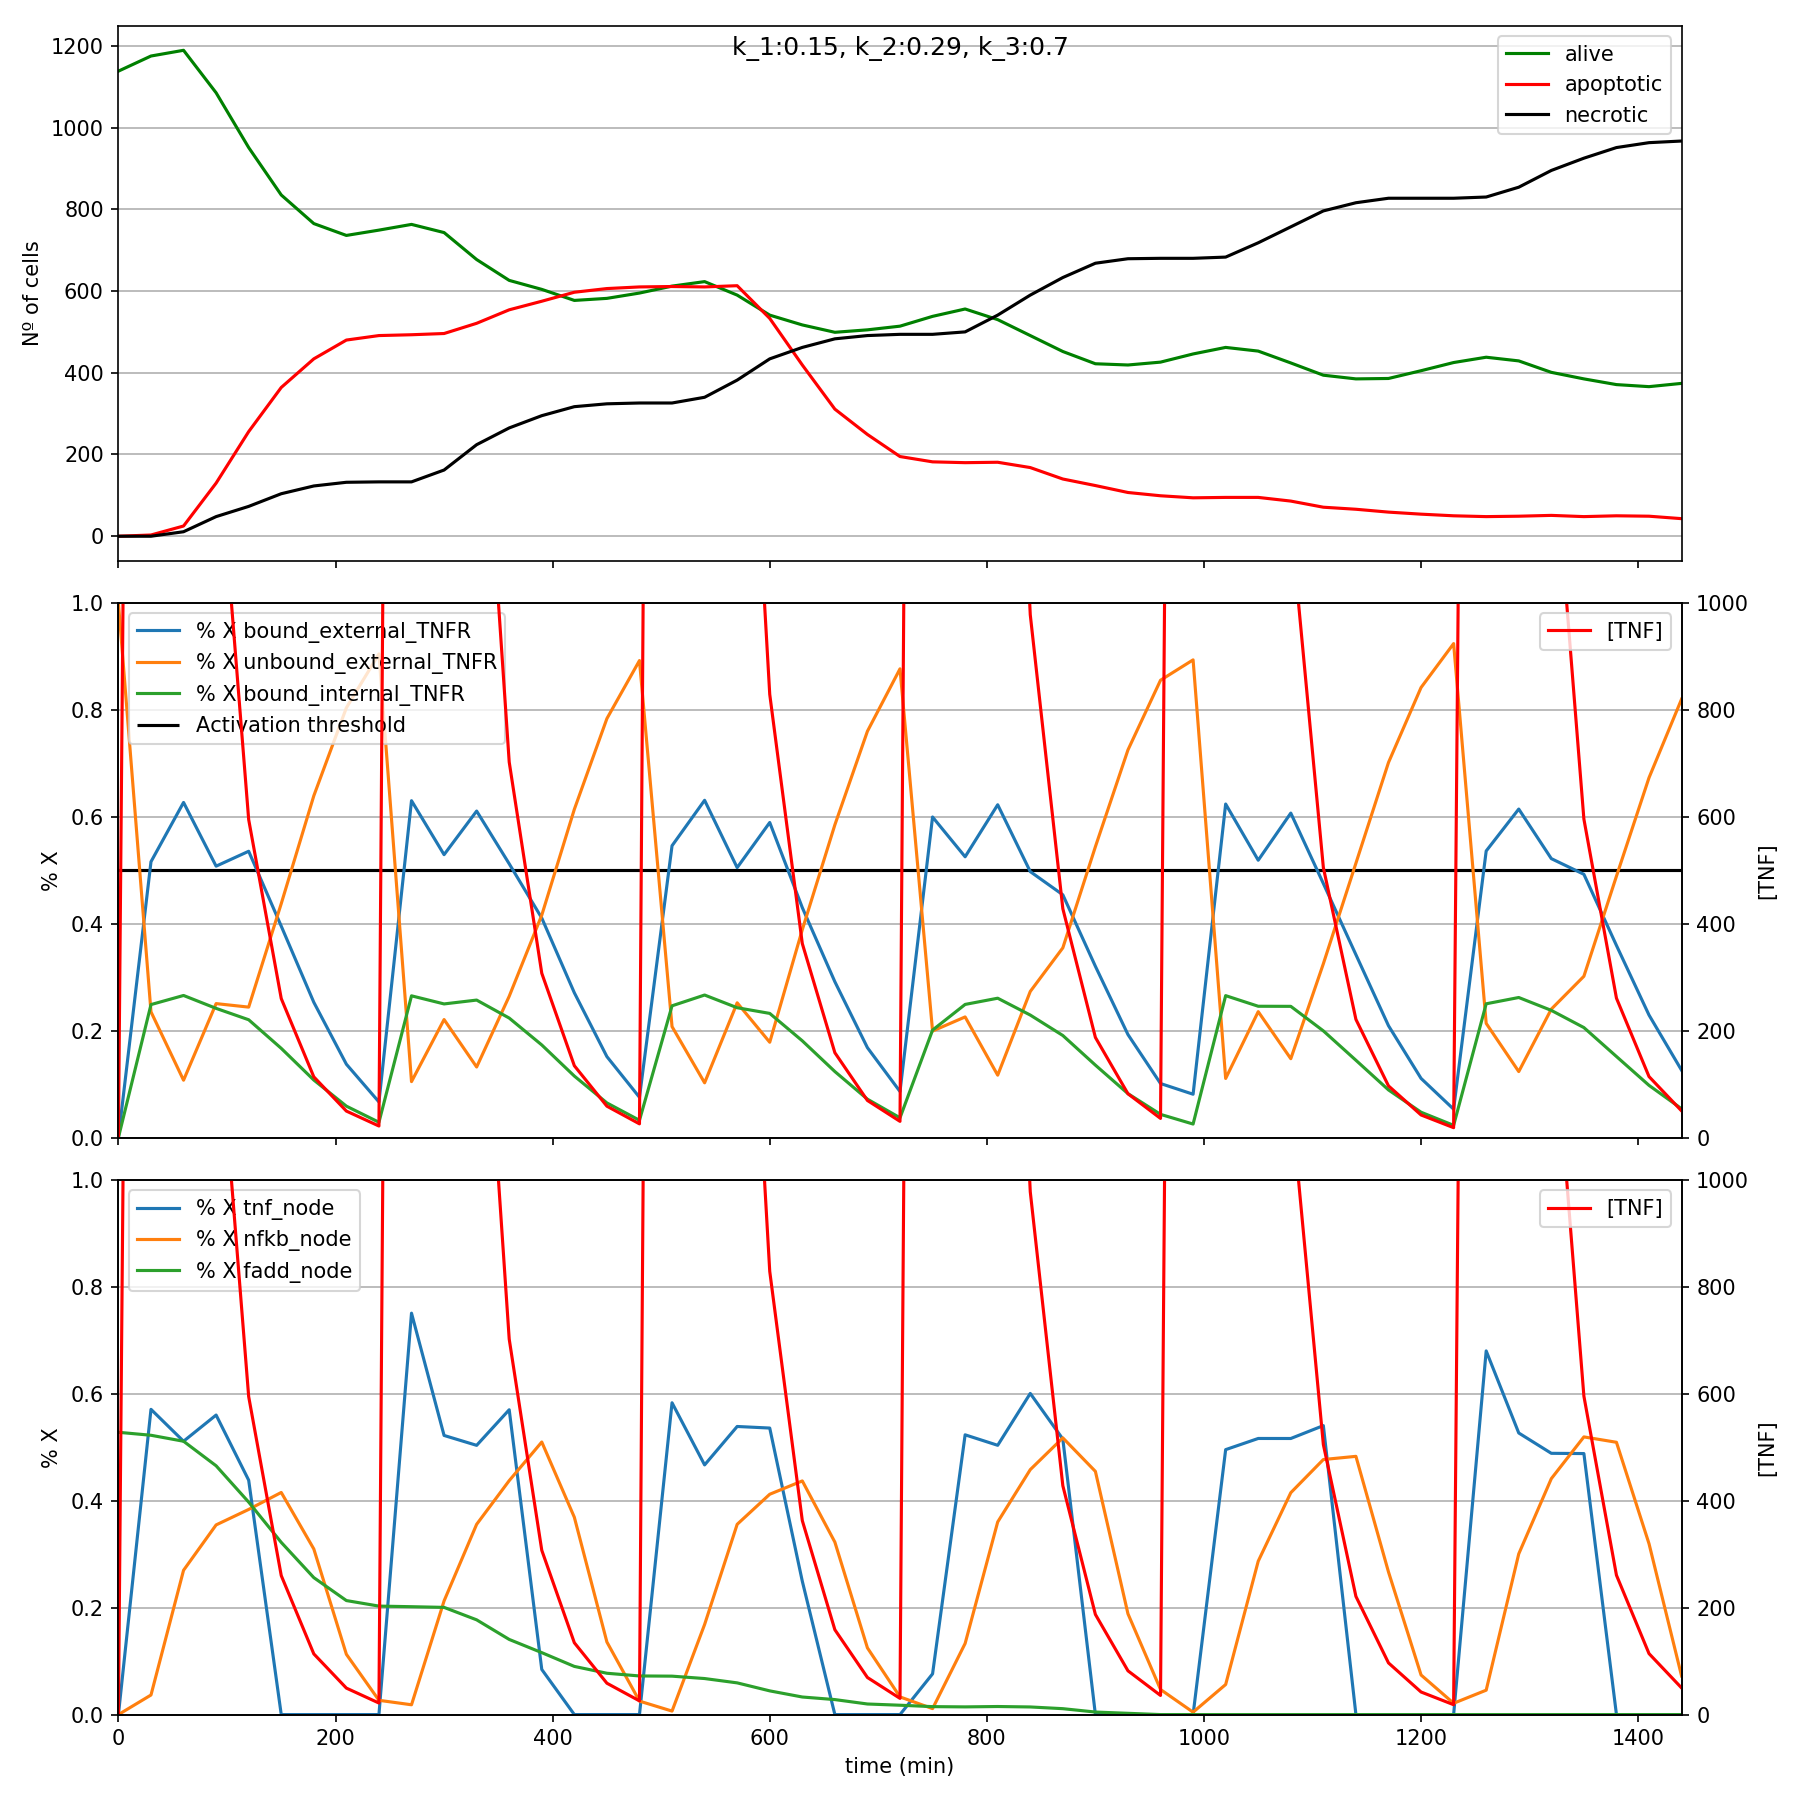 k_1:0.15, k_2:0.29, k_3:0.7
alive
apoptotic
necrotic
1200
1000
800
600
400
200
0
Nº of cells
% X bound_external_TNFR
% X unbound_external_TNFR
% X bound_internal_TNFR
Activation threshold
[TNF]
1.0
0.8
0.6
0.4
0.2
0.0
% X
1000
800
600
400
200
0
[TNF]
% X tnf_node
% X nfkb_node
% X fadd_node
[TNF]
1.0
0.8
0.6
0.4
0.2
0.0
% X
1000
800
600
400
200
0
[TNF]
0 200 400 600 800 1000 1200 1400
time (min)